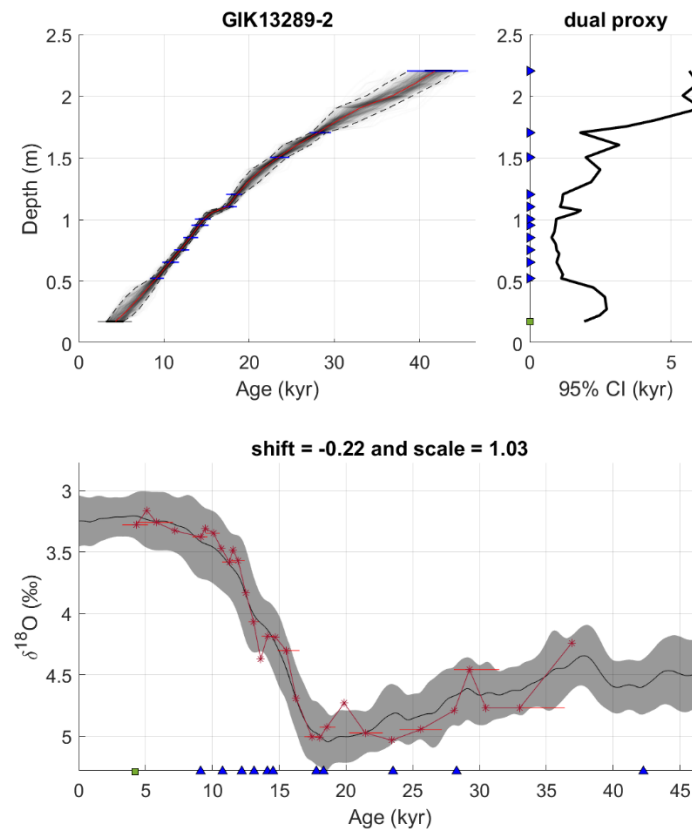 GIK13289-2
dual proxy
2.5
2
1.5
1
0.5
0
Depth (m)
0 10 20 30 40
Age (kyr)
2.5
2
1.5
1
0.5
0
0 5
95% CI (kyr)
shift = -0.22 and scale = 1.03
3
3.5
4
4.5
5
δ18O (‰)
0 5 10 15 20 25 30 35 40 45
Age (kyr)